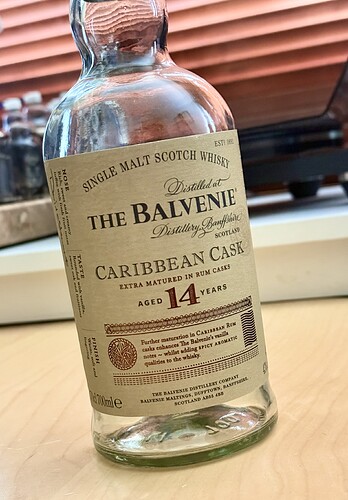 ESTD 1892
SINGLE MALT SCOTCH WHISKY
Distilled at
THE BALVENIE®
Distillery, Banffshire,
SCOTLAND
CARIBBEAN CASK
EXTRA MATURED IN RUM CASKS
AGED 14 YEARS
Further maturation in CARIBBEAN RUM
casks enhances The Balvenie's vanilla
notes – whilst adding SPICY AROMATIC
qualities to the whisky.
THE BALVENIE DISTILLERY COMPANY
BALVENIE MALTINGS, DUFFTOWN, BANFFSHIRE,
SCOTLAND AB55 4BB
700ml e
NOSE
TASTE
FINISH